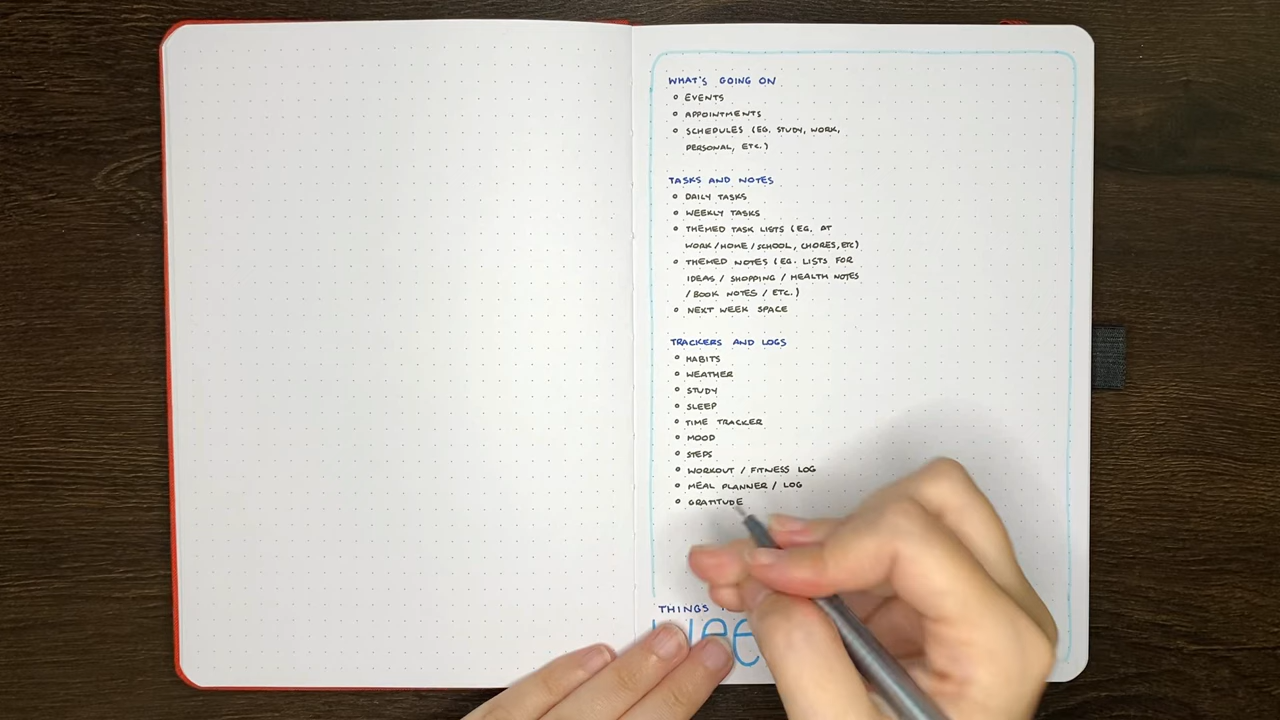 WHAT'S GOING ON
EVENTS
APPOINTMENTS
SCHEDULES (EG. STUDY, WORK,
PERSONAL, ETC.)
TASKS AND NOTES
DAILY TASKS
WEEKLY TASKS
THEMED TASK LISTS (EG. AT
WORK/HOME/SCHOOL, CHORES, ETC)
THEMED NOTES (EG. LISTS FOR
IDEAS / SHOPPING / HEALTH NOTES
/ BOOK NOTES / ETC.)
NEXT WEEK SPACE
TRACKERS AND LOGS
HABITS
WEATHER
STUDY
SLEEP
TIME TRACKER
MOOD
STEPS
WORKOUT / FITNESS LOG
MEAL PLANNER / LOG
GRATITUDE
THINGS